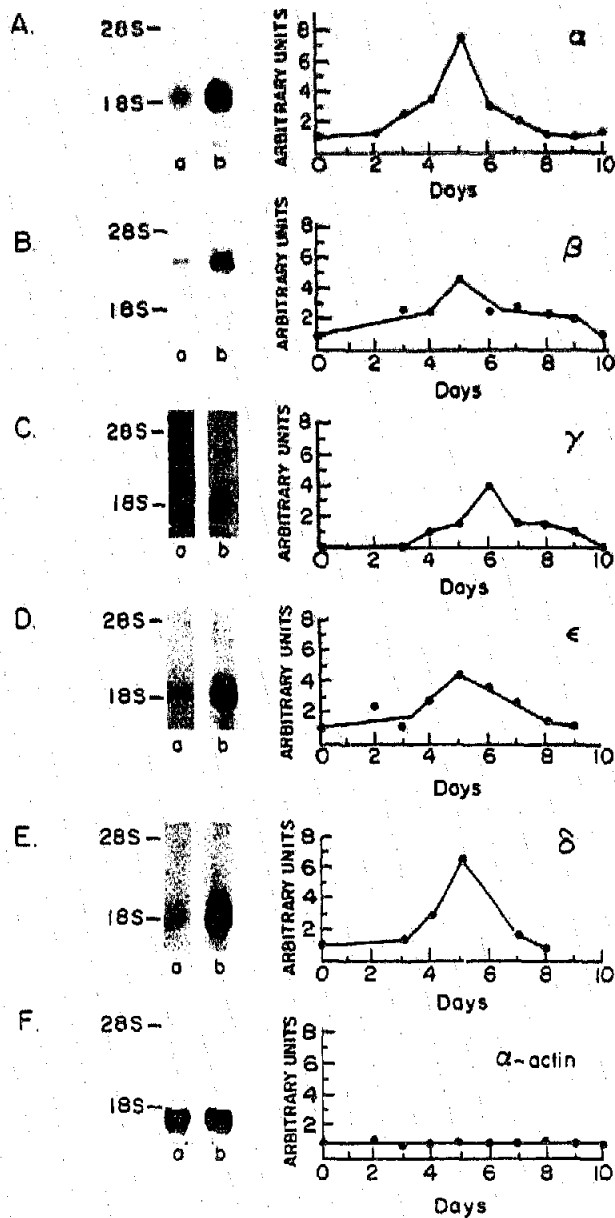 A.
28S—
18S—
a b
ARBITRARY UNITS
8
6
4
2
α
0 2 4 6 8 10
Days
B.
28S—
18S—
a b
ARBITRARY UNITS
8
6
4
2
β
0 2 4 6 8 10
Days
C.
28S—
18S—
a b
ARBITRARY UNITS
8
6
4
2
γ
0 2 4 6 8 10
Days
D.
28S—
18S—
a b
ARBITRARY UNITS
8
6
4
2
ε
0 2 4 6 8 10
Days
E.
28S—
18S—
a b
ARBITRARY UNITS
8
6
4
2
δ
0 2 4 6 8 10
Days
F.
28S—
18S—
a b
ARBITRARY UNITS
8
6
4
2
α-actin
0 2 4 6 8 10
Days